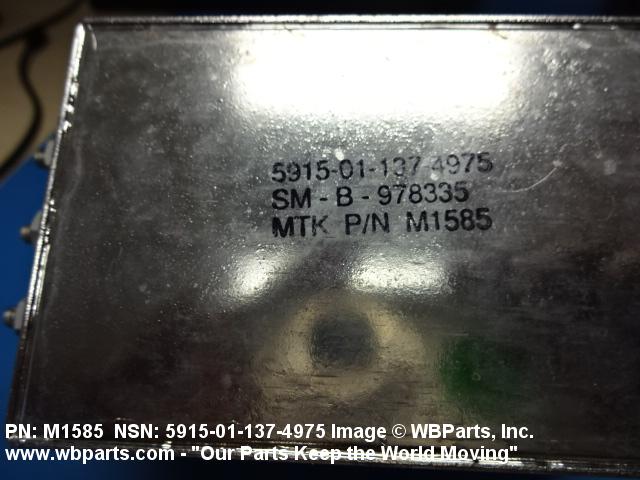 5915-01-137-4975
SM - B - 978335
MTK P/N M1585
PN: M1585 NSN: 5915-01-137-4975 Image © WBParts, Inc.
www.wbparts.com - "Our Parts Keep the World Moving"